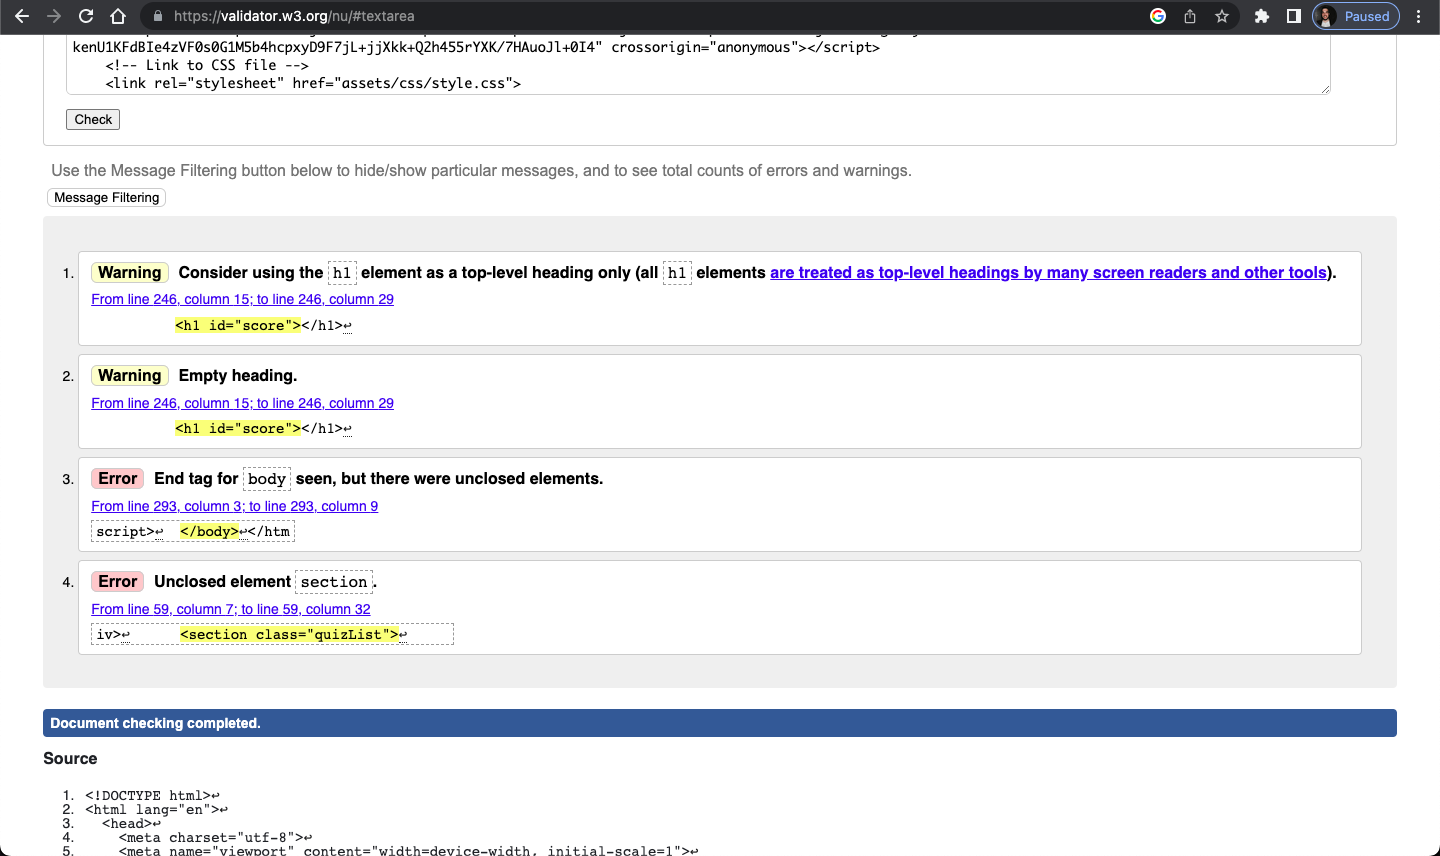 https://validator.w3.org/nu/#textarea
Paused
kenU1KFdBIe4zVF0s0G1M5b4hcpxyD9F7jL+jjXkk+Q2h455rYXK/7HAuoJl+0I4" crossorigin="anonymous"></script>
<!-- Link to CSS file -->
<link rel="stylesheet" href="assets/css/style.css">
Check
Use the Message Filtering button below to hide/show particular messages, and to see total counts of errors and warnings.
Message Filtering
1. Warning Consider using the h1 element as a top-level heading only (all h1 elements are treated as top-level headings by many screen readers and other tools).
From line 246, column 15; to line 246, column 29
<h1 id="score"></h1>↩
2. Warning Empty heading.
From line 246, column 15; to line 246, column 29
<h1 id="score"></h1>↩
3. Error End tag for body seen, but there were unclosed elements.
From line 293, column 3; to line 293, column 9
script>↩ </body>↩</htm
4. Error Unclosed element section.
From line 59, column 7; to line 59, column 32
iv>↩ <section class="quizList">↩
Document checking completed.
Source
1. <!DOCTYPE html>↩
2. <html lang="en">↩
3. <head>↩
4. <meta charset="utf-8">↩
5. <meta name="viewport" content="width=device-width, initial-scale=1">↩